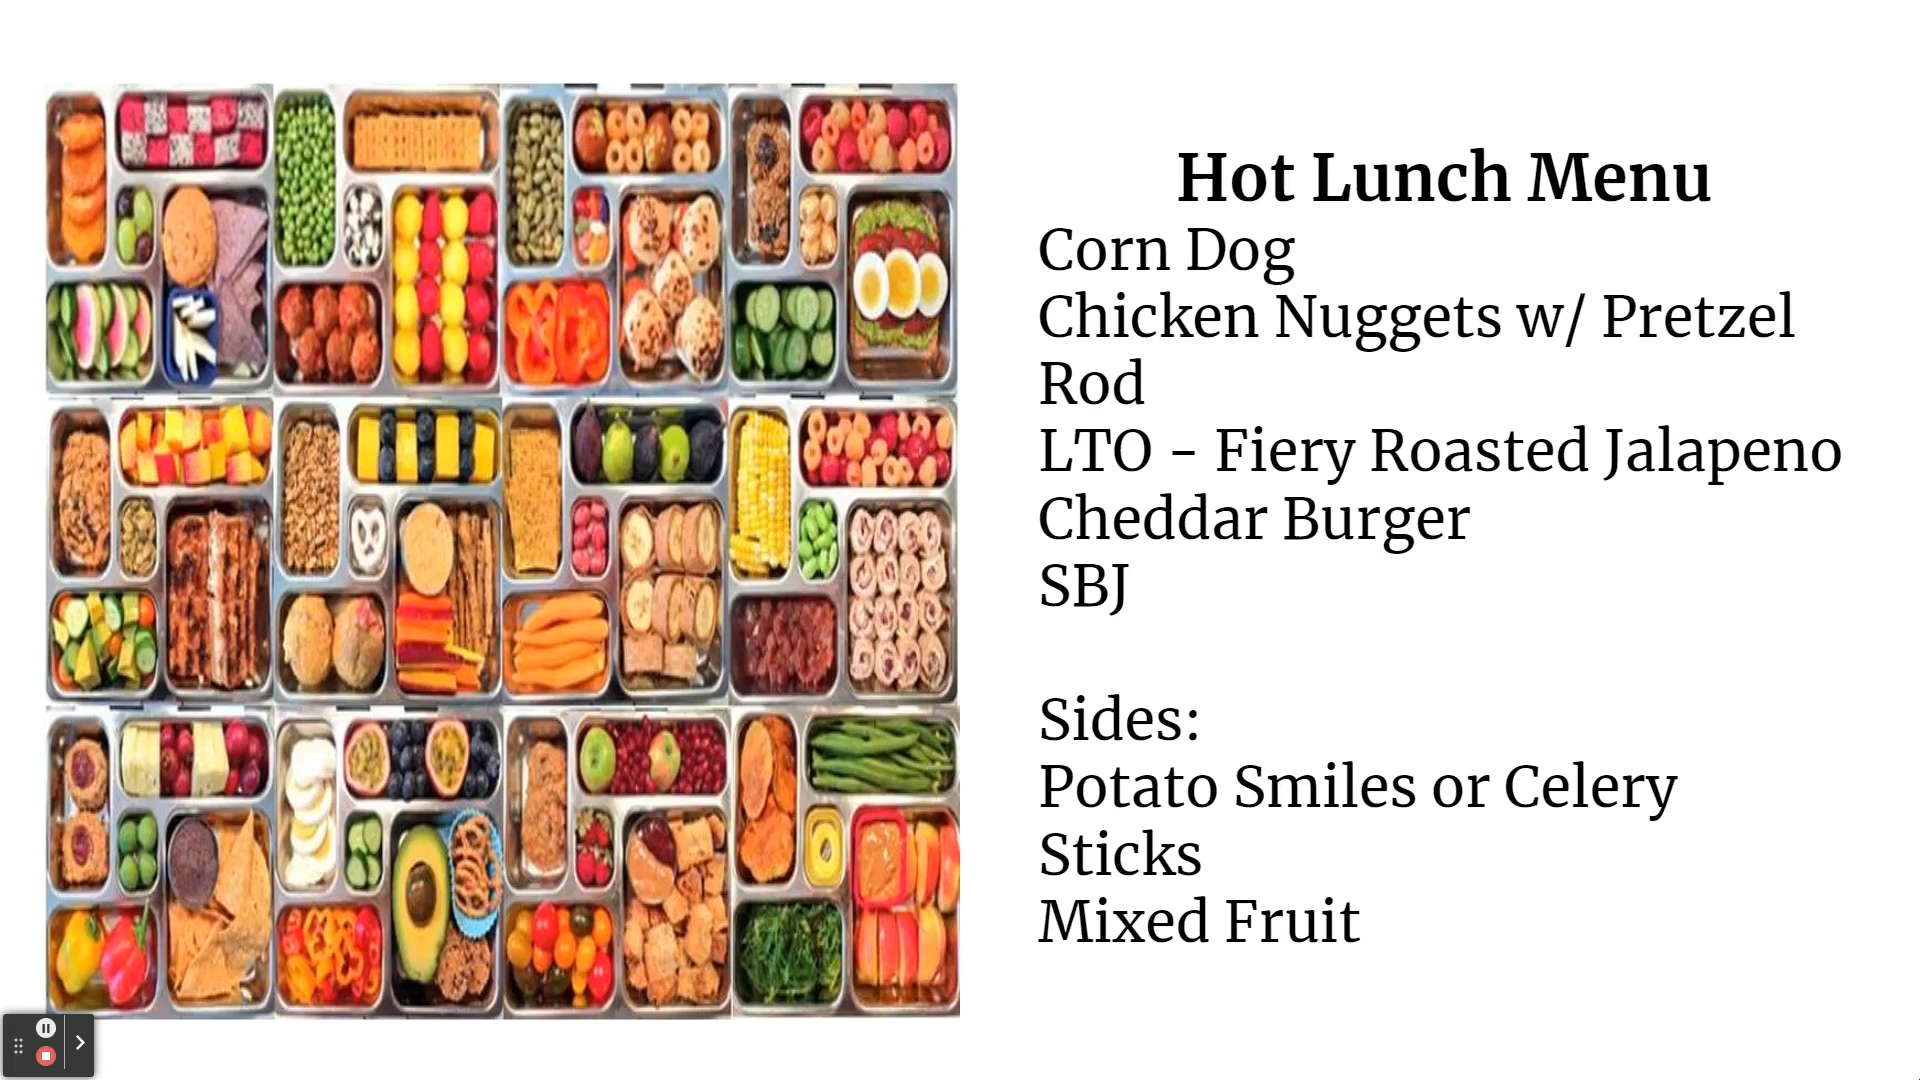 Hot Lunch Menu
Corn Dog
Chicken Nuggets w/ Pretzel
Rod
LTO - Fiery Roasted Jalapeno
Cheddar Burger
SBJ
Sides:
Potato Smiles or Celery
Sticks
Mixed Fruit